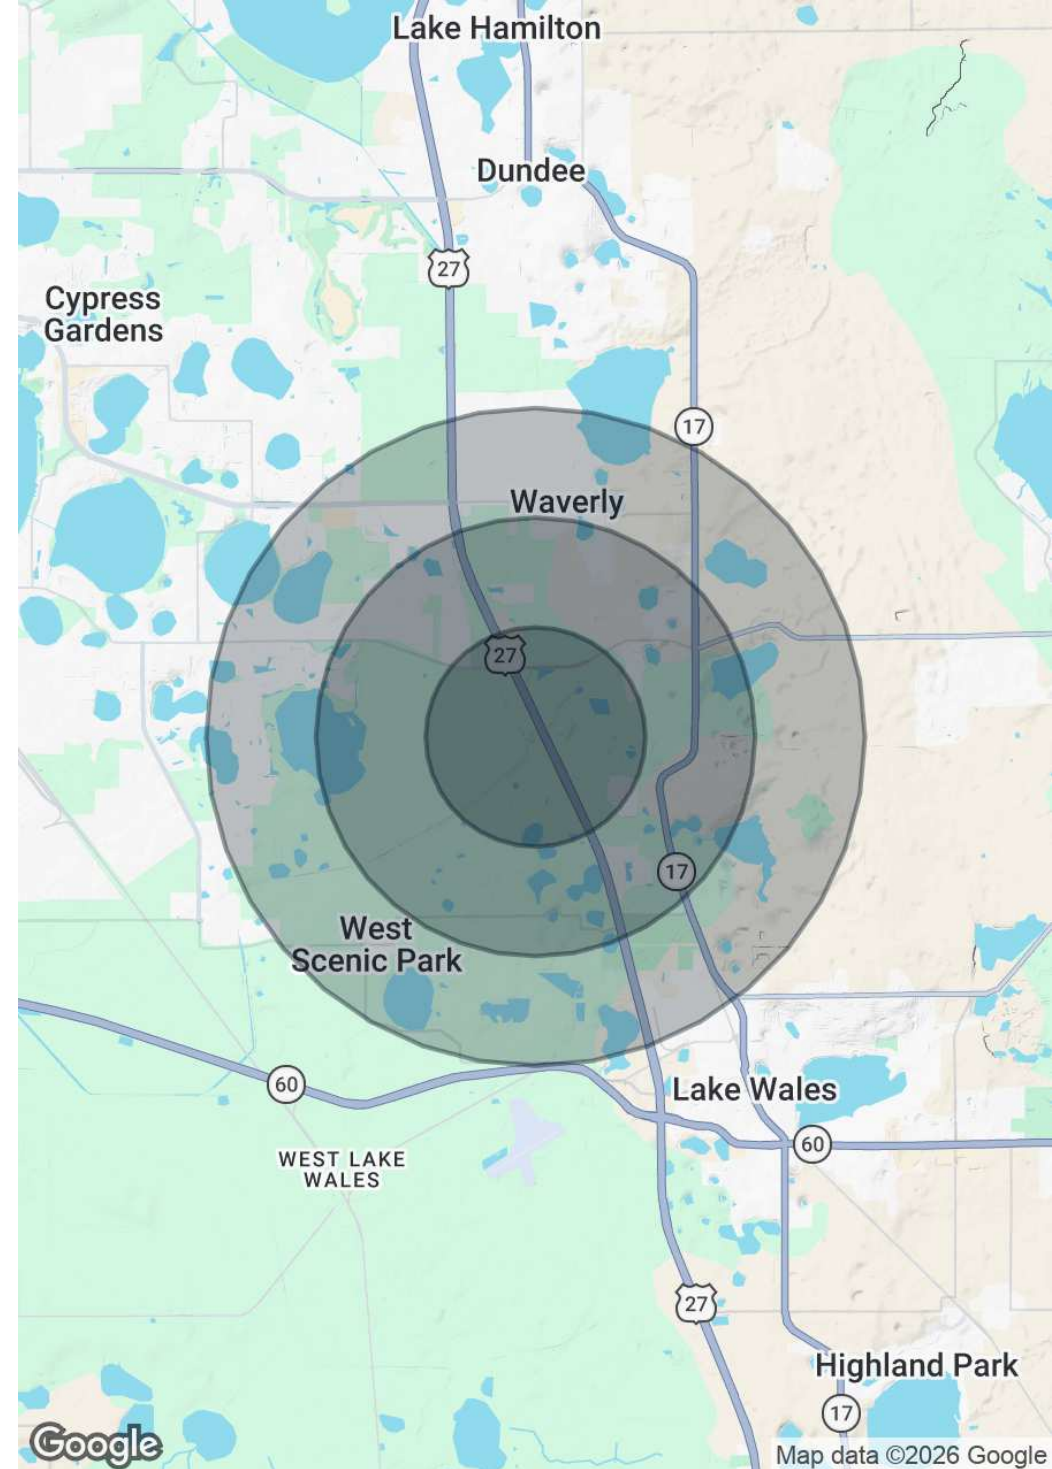 Lake Hamilton
Dundee
27
Cypress
Gardens
17
Waverly
27
17
West
Scenic Park
60
Lake Wales
60
WEST LAKE
WALES
27
Highland Park
17
Google
Map data ©2026 Google